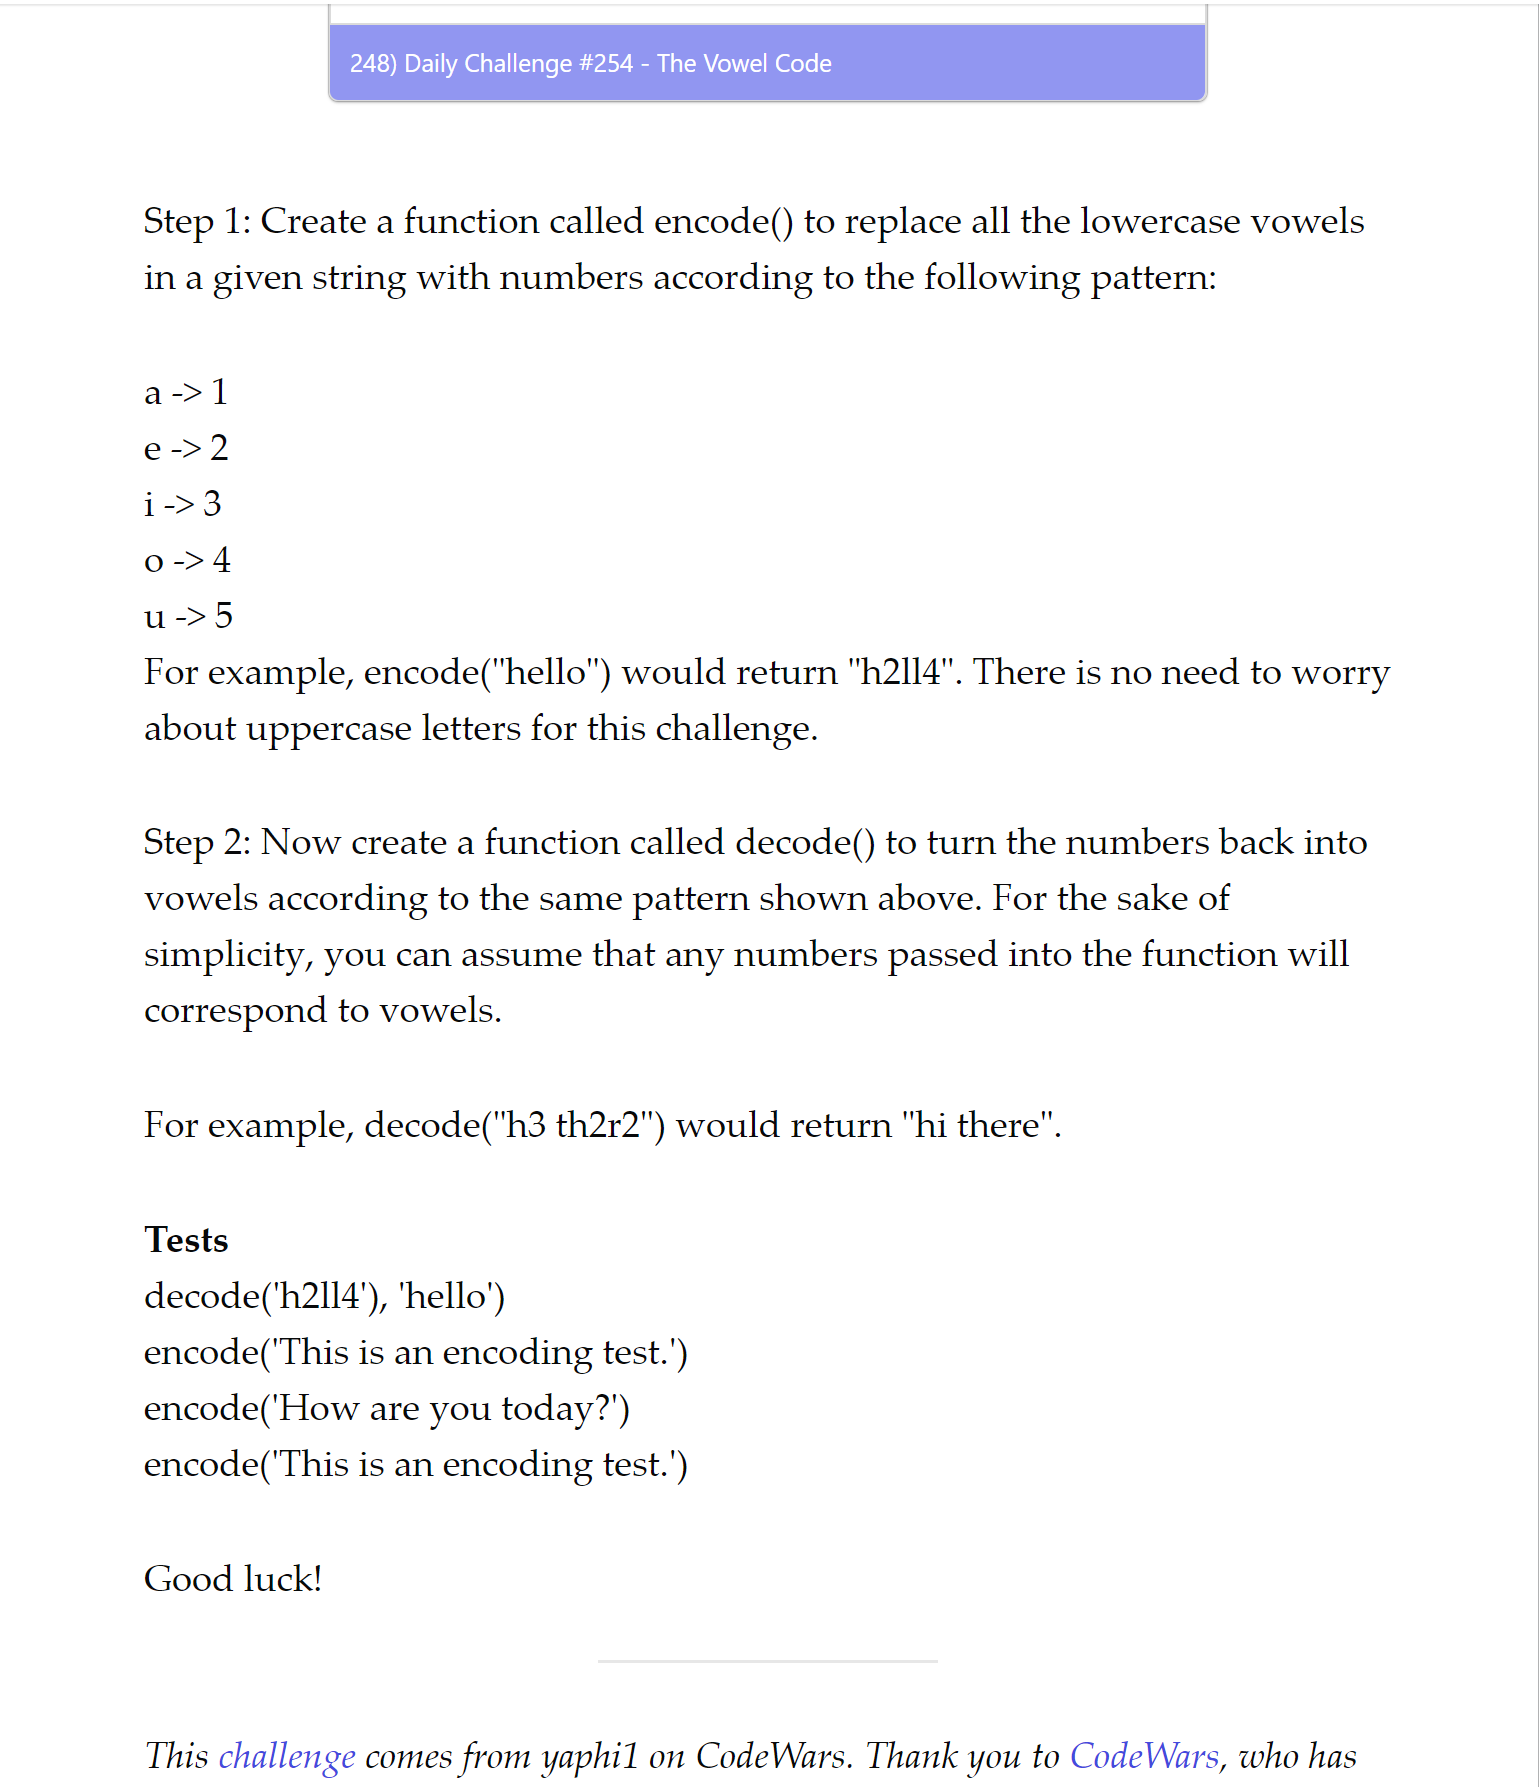 248) Daily Challenge #254 - The Vowel Code
Step 1: Create a function called encode() to replace all the lowercase vowels
in a given string with numbers according to the following pattern:
a -> 1
e -> 2
i -> 3
o -> 4
u -> 5
For example, encode("hello") would return "h2ll4". There is no need to worry
about uppercase letters for this challenge.
Step 2: Now create a function called decode() to turn the numbers back into
vowels according to the same pattern shown above. For the sake of
simplicity, you can assume that any numbers passed into the function will
correspond to vowels.
For example, decode("h3 th2r2") would return "hi there".
Tests
decode('h2ll4'), 'hello')
encode('This is an encoding test.')
encode('How are you today?')
encode('This is an encoding test.')
Good luck!
This challenge comes from yaphi1 on CodeWars. Thank you to CodeWars, who has